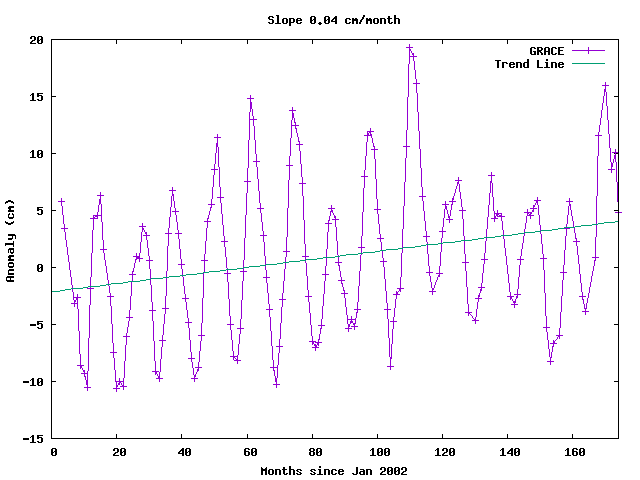 Slope 0.04 cm/month
GRACE
Trend Line
20
15
10
5
0
-5
-10
-15
Anomaly (cm)
0 20 40 60 80 100 120 140 160
Months since Jan 2002